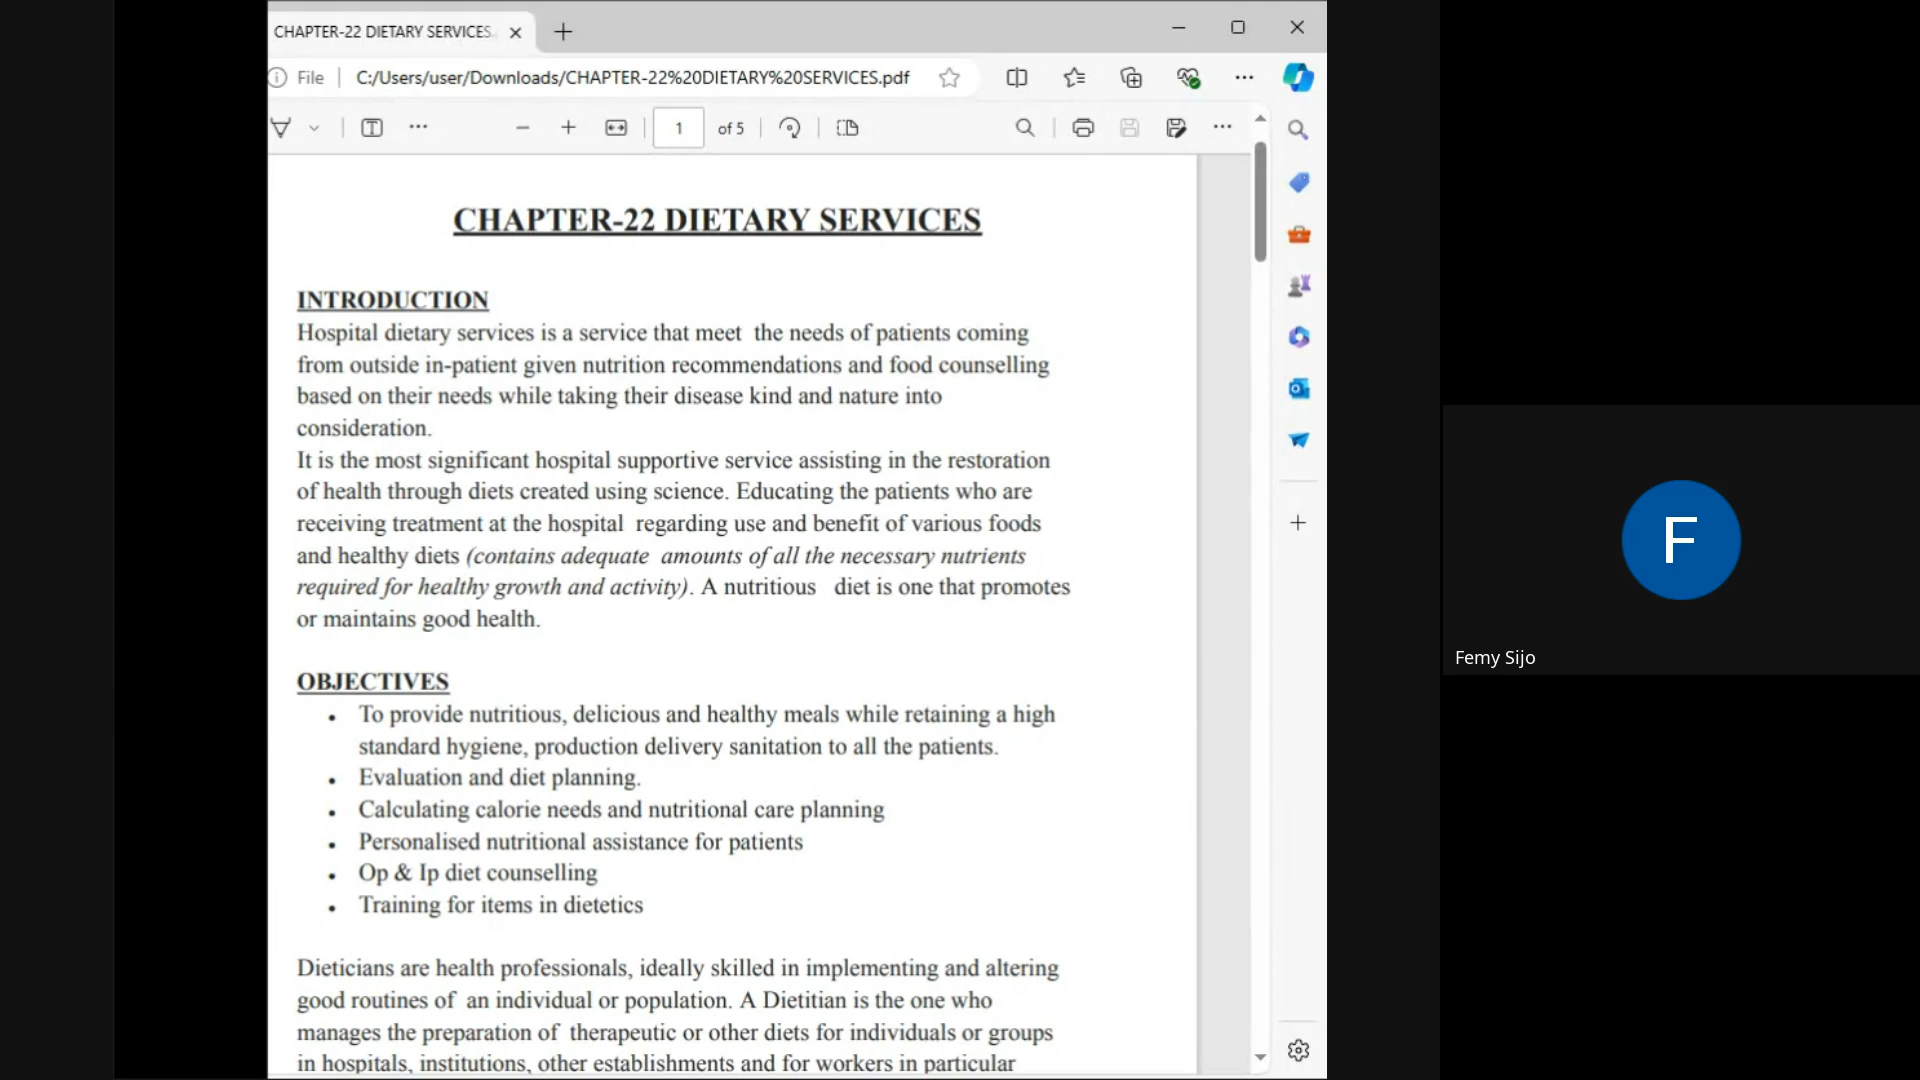 CHAPTER-22 DIETARY SERVICES
File
C:/Users/user/Downloads/CHAPTER-22%20DIETARY%20SERVICES.pdf
1 of 5
CHAPTER-22 DIETARY SERVICES
INTRODUCTION
Hospital dietary services is a service that meet the needs of patients coming
from outside in-patient given nutrition recommendations and food counselling
based on their needs while taking their disease kind and nature into
consideration.
It is the most significant hospital supportive service assisting in the restoration
of health through diets created using science. Educating the patients who are
receiving treatment at the hospital regarding use and benefit of various foods
and healthy diets (contains adequate amounts of all the necessary nutrients
required for healthy growth and activity). A nutritious diet is one that promotes
or maintains good health.
OBJECTIVES
• To provide nutritious, delicious and healthy meals while retaining a high
standard hygiene, production delivery sanitation to all the patients.
• Evaluation and diet planning.
• Calculating calorie needs and nutritional care planning
• Personalised nutritional assistance for patients
• Op & Ip diet counselling
• Training for items in dietetics
Dieticians are health professionals, ideally skilled in implementing and altering
good routines of an individual or population. A Dietitian is the one who
manages the preparation of therapeutic or other diets for individuals or groups
in hospitals, institutions, other establishments and for workers in particular
F
Femy Sijo